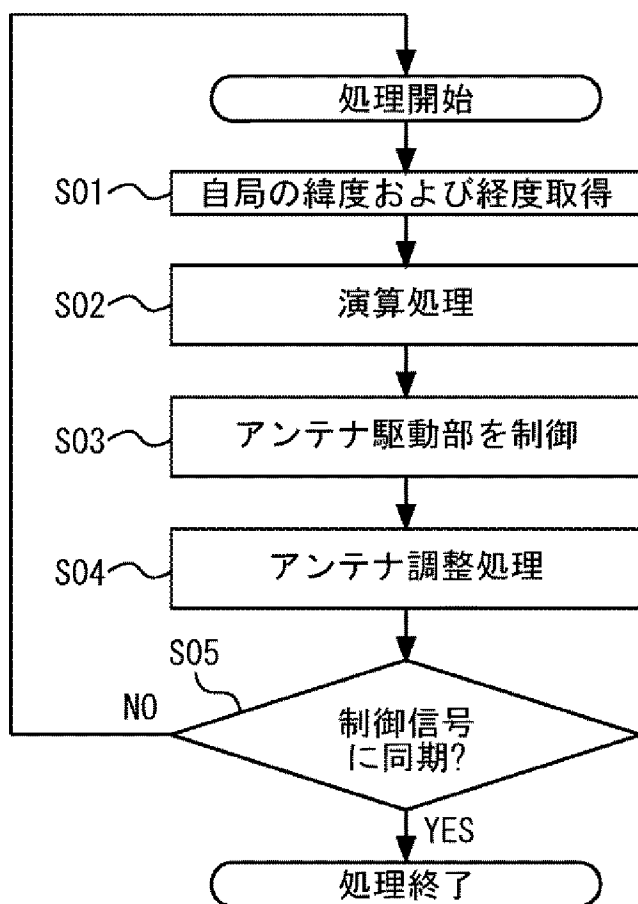 処理開始
S01
自局の緯度および経度取得
S02
演算処理
S03
アンテナ駆動部を制御
S04
アンテナ調整処理
S05
制御信号
に同期?
NO
YES
処理終了